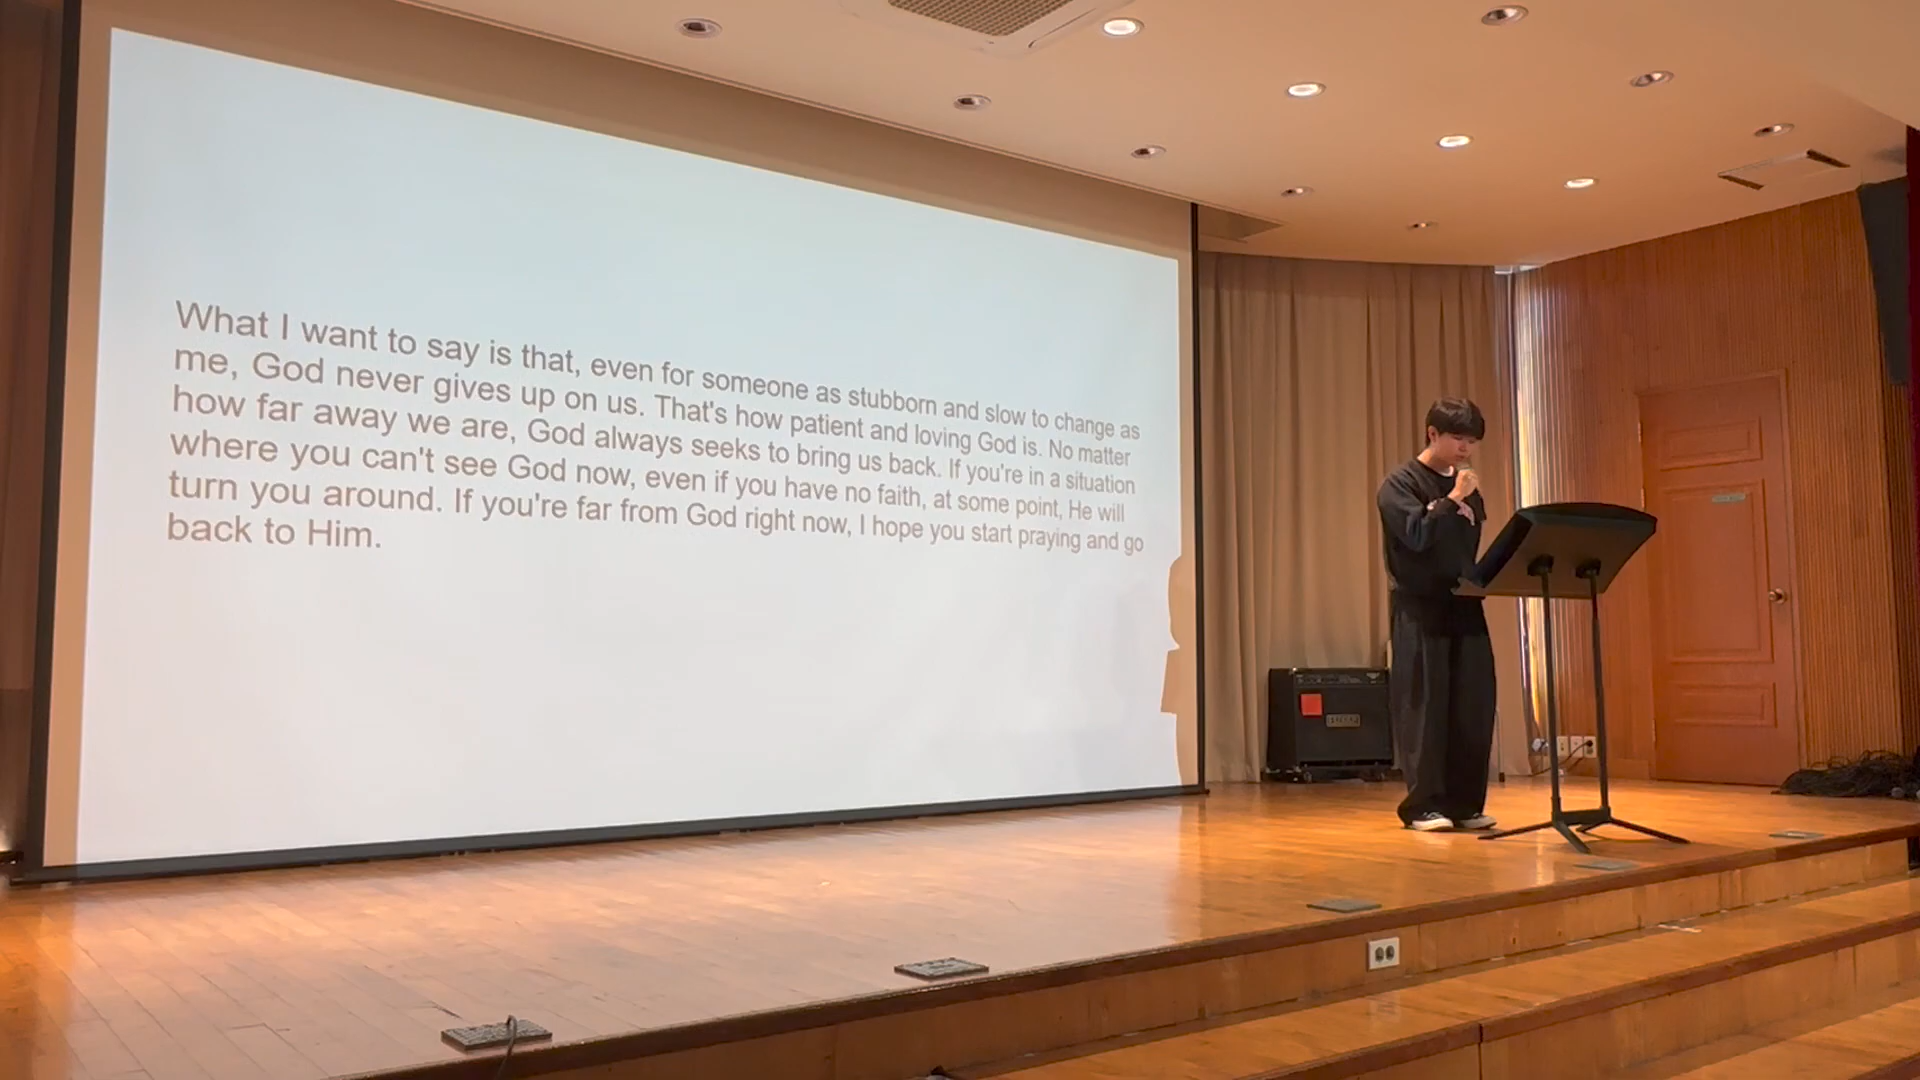 What I want to say is that, even for someone as stubborn and slow to change as
me, God never gives up on us. That's how patient and loving God is. No matter
how far away we are, God always seeks to bring us back. If you're in a situation
where you can't see God now, even if you have no faith, at some point, He will
turn you around. If you're far from God right now, I hope you start praying and go
back to Him.